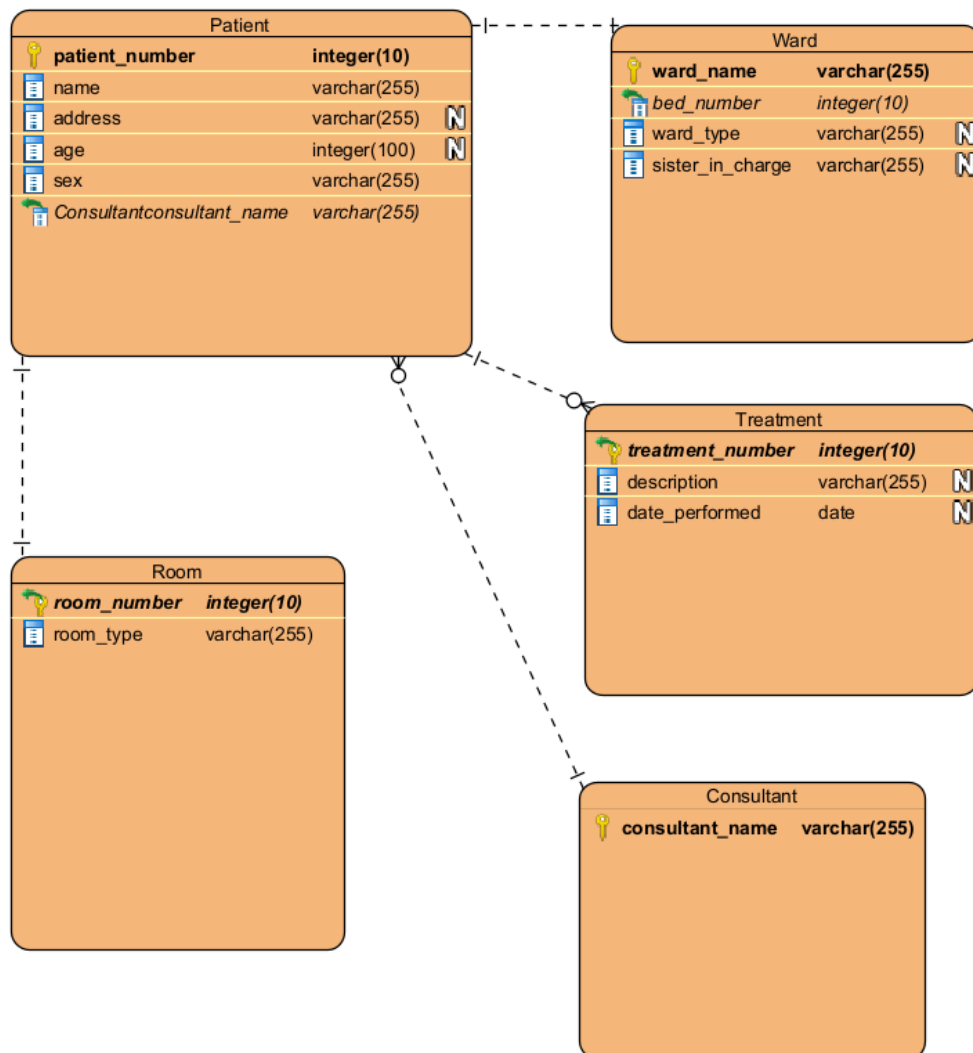 Patient
patient_number integer(10)
name varchar(255)
address varchar(255) N
age integer(100) N
sex varchar(255)
Consultantconsultant_name varchar(255)
Ward
ward_name varchar(255)
bed_number integer(10)
ward_type varchar(255) N
sister_in_charge varchar(255) N
Treatment
treatment_number integer(10)
description varchar(255) N
date_performed date N
Room
room_number integer(10)
room_type varchar(255)
Consultant
consultant_name varchar(255)